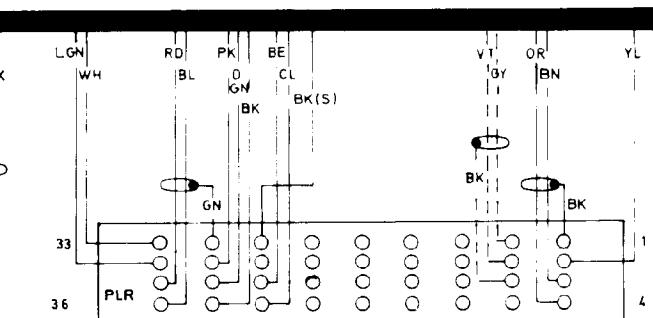 LGN RD PK BE VT OR YL
WH BL D CL GY BN
GN
BK BK(S)
BK
GN BK
33 1
PLR
36 4